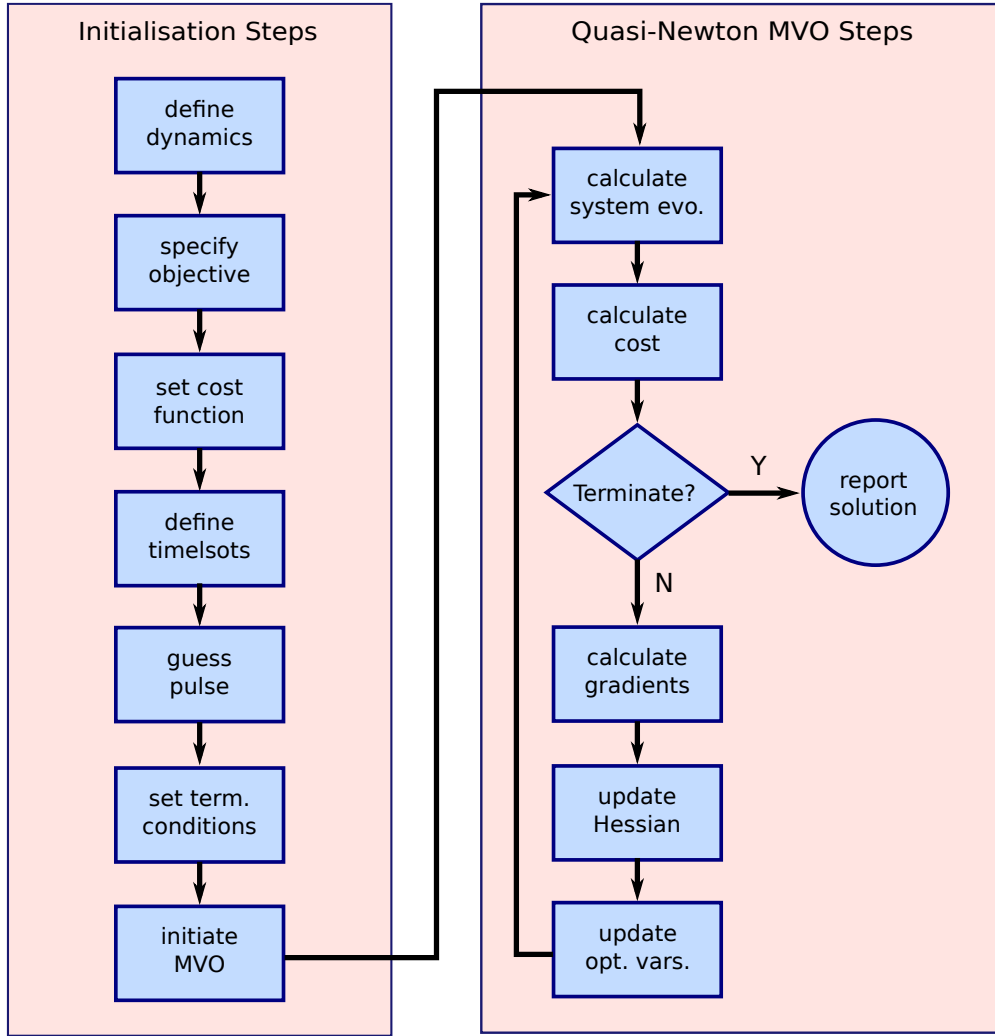 Initialisation Steps
define
dynamics
specify
objective
set cost
function
define
timelsots
guess
pulse
set term.
conditions
initiate
MVO
Quasi-Newton MVO Steps
calculate
system evo.
calculate
cost
Terminate?
Y
report
solution
N
calculate
gradients
update
Hessian
update
opt. vars.